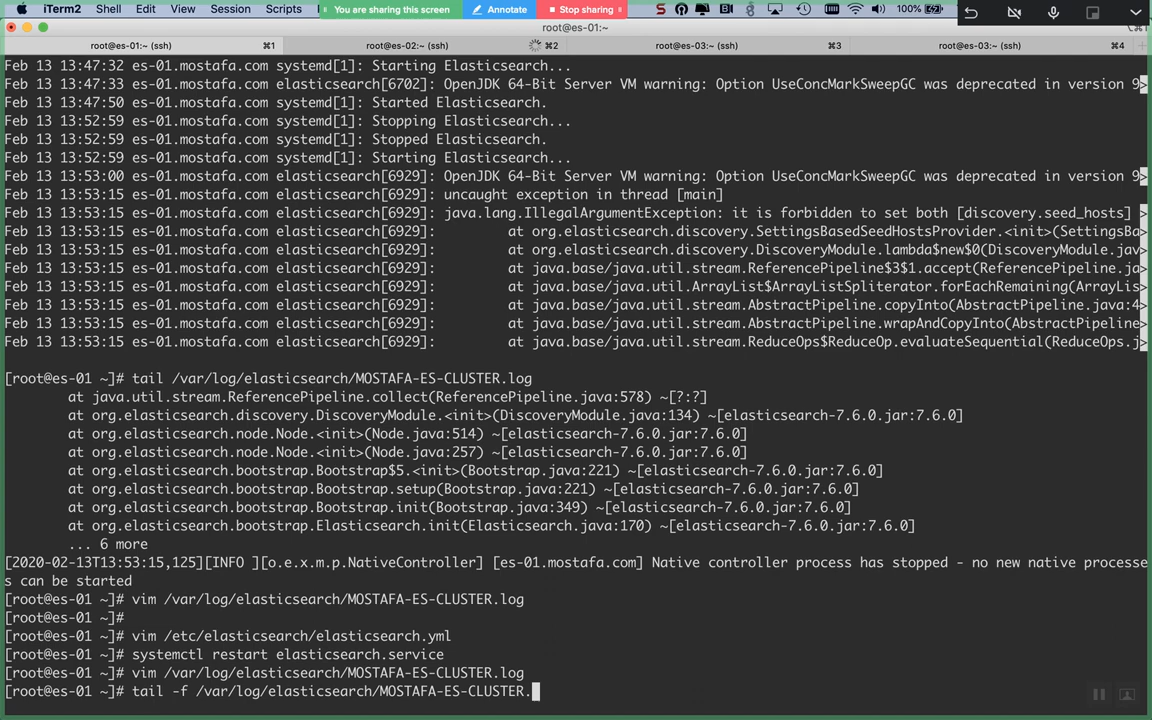 iTerm2 Shell Edit View Session Scripts You are sharing this screen Annotate Stop sharing 100%
root@es-01:~
root@es-01:~ (ssh) ⌘1 root@es-02:~ (ssh) ⌘2 root@es-03:~ (ssh) ⌘3 root@es-03:~ (ssh) ⌘4
Feb 13 13:47:32 es-01.mostafa.com systemd[1]: Starting Elasticsearch...
Feb 13 13:47:33 es-01.mostafa.com elasticsearch[6702]: OpenJDK 64-Bit Server VM warning: Option UseConcMarkSweepGC was deprecated in version 9>
Feb 13 13:47:50 es-01.mostafa.com systemd[1]: Started Elasticsearch.
Feb 13 13:52:59 es-01.mostafa.com systemd[1]: Stopping Elasticsearch...
Feb 13 13:52:59 es-01.mostafa.com systemd[1]: Stopped Elasticsearch.
Feb 13 13:52:59 es-01.mostafa.com systemd[1]: Starting Elasticsearch...
Feb 13 13:53:00 es-01.mostafa.com elasticsearch[6929]: OpenJDK 64-Bit Server VM warning: Option UseConcMarkSweepGC was deprecated in version 9>
Feb 13 13:53:15 es-01.mostafa.com elasticsearch[6929]: uncaught exception in thread [main]
Feb 13 13:53:15 es-01.mostafa.com elasticsearch[6929]: java.lang.IllegalArgumentException: it is forbidden to set both [discovery.seed_hosts] >
Feb 13 13:53:15 es-01.mostafa.com elasticsearch[6929]: at org.elasticsearch.discovery.SettingsBasedSeedHostsProvider.<init>(SettingsBa>
Feb 13 13:53:15 es-01.mostafa.com elasticsearch[6929]: at org.elasticsearch.discovery.DiscoveryModule.lambda$new$0(DiscoveryModule.jav>
Feb 13 13:53:15 es-01.mostafa.com elasticsearch[6929]: at java.base/java.util.stream.ReferencePipeline$3$1.accept(ReferencePipeline.ja>
Feb 13 13:53:15 es-01.mostafa.com elasticsearch[6929]: at java.base/java.util.ArrayList$ArrayListSpliterator.forEachRemaining(ArrayLis>
Feb 13 13:53:15 es-01.mostafa.com elasticsearch[6929]: at java.base/java.util.stream.AbstractPipeline.copyInto(AbstractPipeline.java:4>
Feb 13 13:53:15 es-01.mostafa.com elasticsearch[6929]: at java.base/java.util.stream.AbstractPipeline.wrapAndCopyInto(AbstractPipeline>
Feb 13 13:53:15 es-01.mostafa.com elasticsearch[6929]: at java.base/java.util.stream.ReduceOps$ReduceOp.evaluateSequential(ReduceOps.j>
[root@es-01 ~]# tail /var/log/elasticsearch/MOSTAFA-ES-CLUSTER.log
at java.util.stream.ReferencePipeline.collect(ReferencePipeline.java:578) ~[?:?]
at org.elasticsearch.discovery.DiscoveryModule.<init>(DiscoveryModule.java:134) ~[elasticsearch-7.6.0.jar:7.6.0]
at org.elasticsearch.node.Node.<init>(Node.java:514) ~[elasticsearch-7.6.0.jar:7.6.0]
at org.elasticsearch.node.Node.<init>(Node.java:257) ~[elasticsearch-7.6.0.jar:7.6.0]
at org.elasticsearch.bootstrap.Bootstrap$5.<init>(Bootstrap.java:221) ~[elasticsearch-7.6.0.jar:7.6.0]
at org.elasticsearch.bootstrap.Bootstrap.setup(Bootstrap.java:221) ~[elasticsearch-7.6.0.jar:7.6.0]
at org.elasticsearch.bootstrap.Bootstrap.init(Bootstrap.java:349) ~[elasticsearch-7.6.0.jar:7.6.0]
at org.elasticsearch.bootstrap.Elasticsearch.init(Elasticsearch.java:170) ~[elasticsearch-7.6.0.jar:7.6.0]
... 6 more
[2020-02-13T13:53:15,125][INFO ][o.e.x.m.p.NativeController] [es-01.mostafa.com] Native controller process has stopped - no new native processe
s can be started
[root@es-01 ~]# vim /var/log/elasticsearch/MOSTAFA-ES-CLUSTER.log
[root@es-01 ~]#
[root@es-01 ~]# vim /etc/elasticsearch/elasticsearch.yml
[root@es-01 ~]# systemctl restart elasticsearch.service
[root@es-01 ~]# vim /var/log/elasticsearch/MOSTAFA-ES-CLUSTER.log
[root@es-01 ~]# tail -f /var/log/elasticsearch/MOSTAFA-ES-CLUSTER.